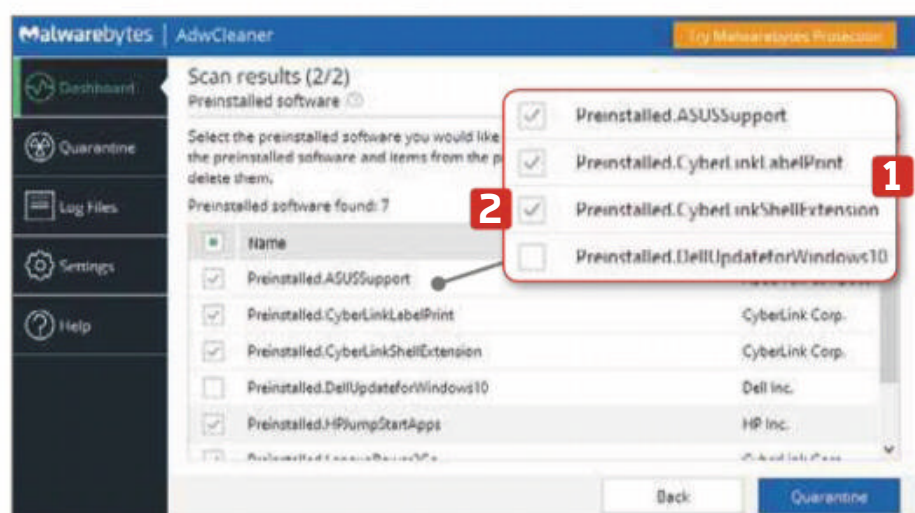 Malwarebytes | AdwCleaner
Try Malwarebytes Protection
Dashboard
Quarantine
Log Files
Settings
Help
Scan results (2/2)
Preinstalled software
Select the preinstalled software you would like
the preinstalled software and items from the p
delete them.
Preinstalled software found: 7
Name
Preinstalled.ASUSSupport
Preinstalled.CyberLinkLabelPrint CyberLink Corp.
Preinstalled.CyberLinkShellExtension CyberLink Corp.
Preinstalled.DellUpdateforWindows10 Dell Inc.
Preinstalled.HPJumpStartApps HP Inc.
Back
Quarantine
2
1
Preinstalled.ASUSSupport
Preinstalled.CyberLinkLabelPrint
Preinstalled.CyberLinkShellExtension
Preinstalled.DellUpdateforWindows10